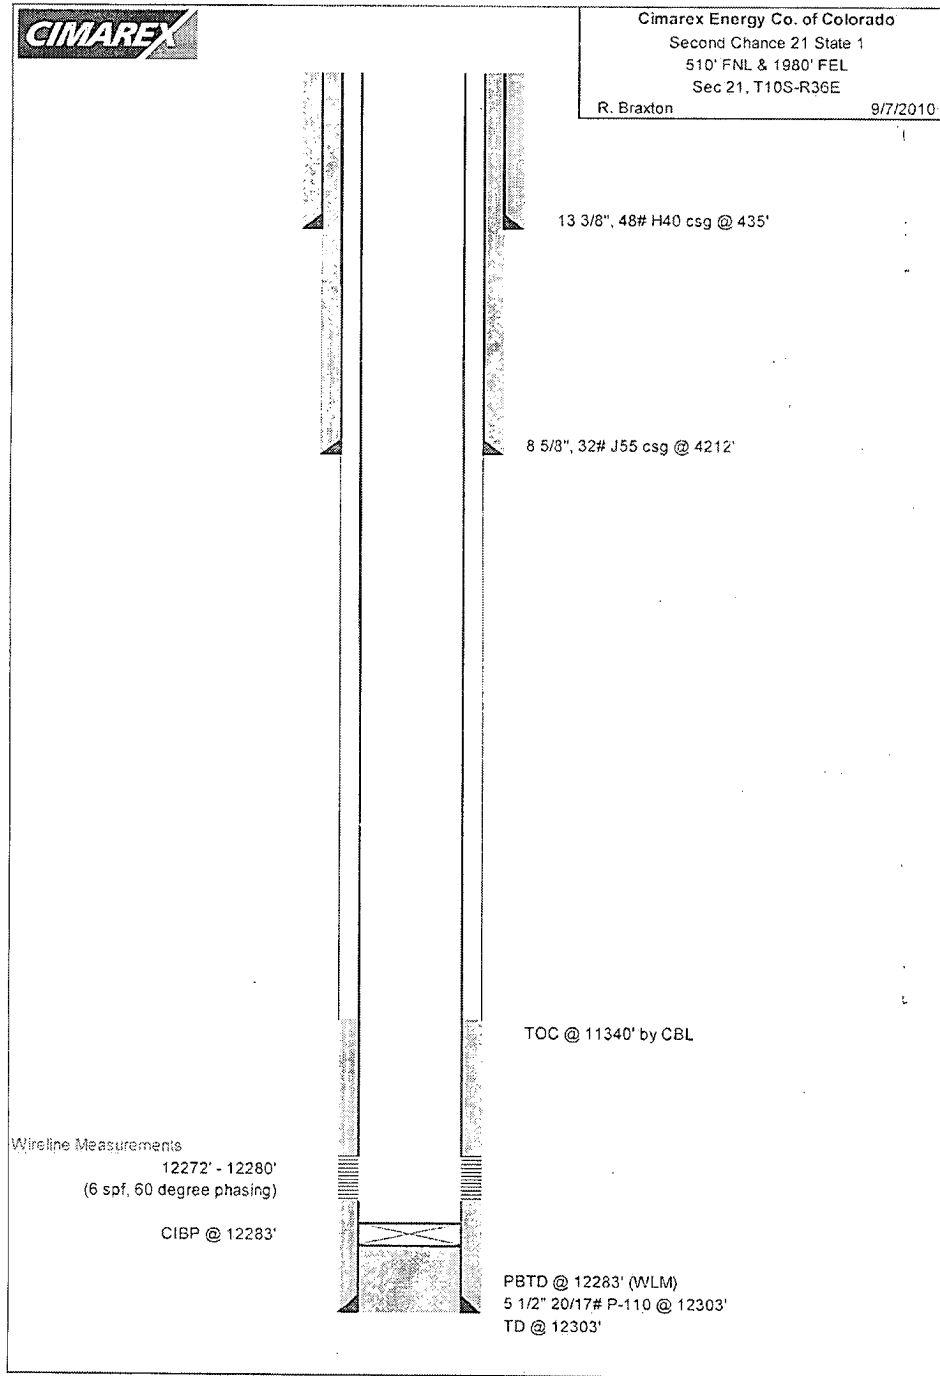 CIMAREX
Cimarex Energy Co. of Colorado
Second Chance 21 State 1
510' FNL & 1980' FEL
Sec 21, T10S-R36E
R. Braxton 9/7/2010
13 3/8", 48# H40 csg @ 435'
8 5/8", 32# J55 csg @ 4212'
TOC @ 11340' by CBL
Wireline Measurements
12272' - 12280'
(6 spf, 60 degree phasing)
CIBP @ 12283'
PBTD @ 12283' (WLM)
5 1/2" 20/17# P-110 @ 12303'
TD @ 12303'